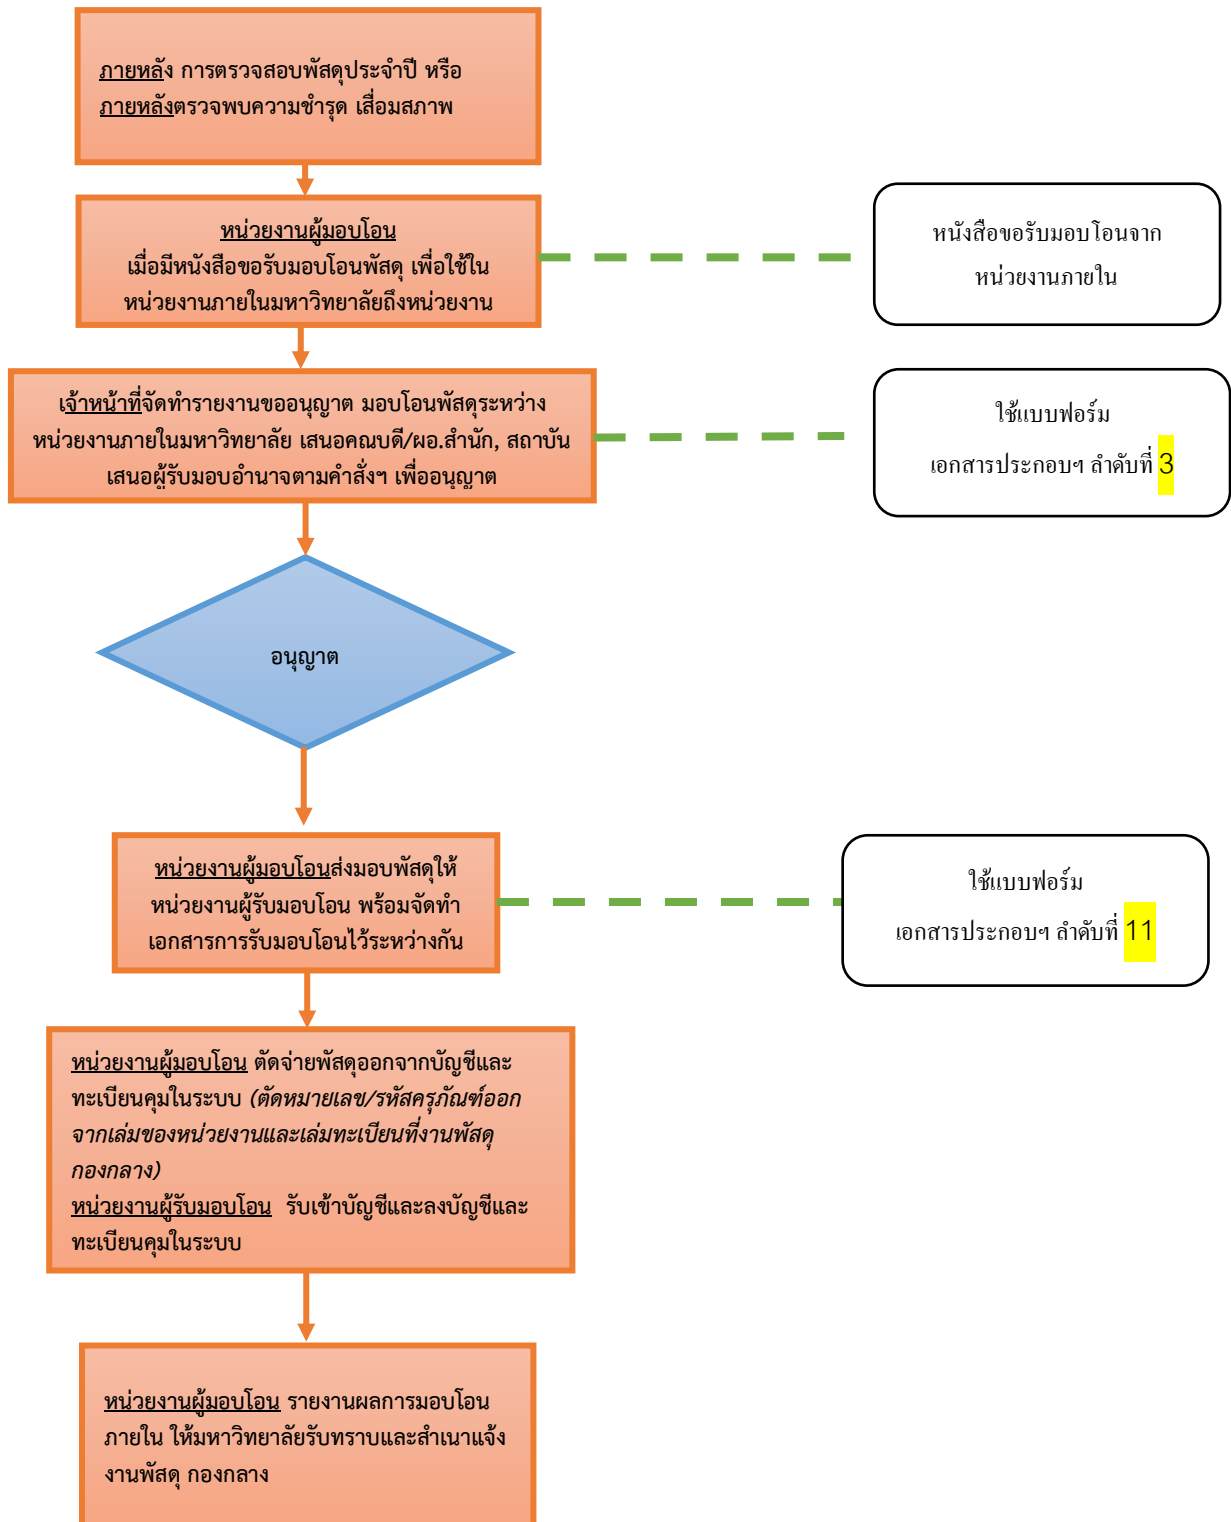 ภายหลัง การตรวจสอบพัสดุประจำปี หรือ
ภายหลังตรวจพบความชำรุด เสื่อมสภาพ
หน่วยงานผู้มอบโอน
เมื่อมีหนังสือขอรับมอบโอนพัสดุ เพื่อใช้ใน
หน่วยงานภายในมหาวิทยาลัยถึงหน่วยงาน
หนังสือขอรับมอบโอนจาก
หน่วยงานภายใน
เจ้าหน้าที่จัดทำรายงานขออนุญาต มอบโอนพัสดุระหว่าง
หน่วยงานภายในมหาวิทยาลัย เสนอคณบดี/ผอ.สำนัก, สถาบัน
เสนอผู้รับมอบอำนาจตามคำสั่งฯ เพื่ออนุญาต
ใช้แบบฟอร์ม
เอกสารประกอบฯ ลำดับที่ 3
อนุญาต
หน่วยงานผู้มอบโอนส่งมอบพัสดุให้
หน่วยงานผู้รับมอบโอน พร้อมจัดทำ
เอกสารการรับมอบโอนไว้ระหว่างกัน
ใช้แบบฟอร์ม
เอกสารประกอบฯ ลำดับที่ 11
หน่วยงานผู้มอบโอน ตัดจ่ายพัสดุออกจากบัญชีและ
ทะเบียนคุมในระบบ (ตัดหมายเลข/รหัสครุภัณฑ์ออก
จากเล่มของหน่วยงานและเล่มทะเบียนที่งานพัสดุ
กองกลาง)
หน่วยงานผู้รับมอบโอน รับเข้าบัญชีและลงบัญชีและ
ทะเบียนคุมในระบบ
หน่วยงานผู้มอบโอน รายงานผลการมอบโอน
ภายใน ให้มหาวิทยาลัยรับทราบและสำเนาแจ้ง
งานพัสดุ กองกลาง